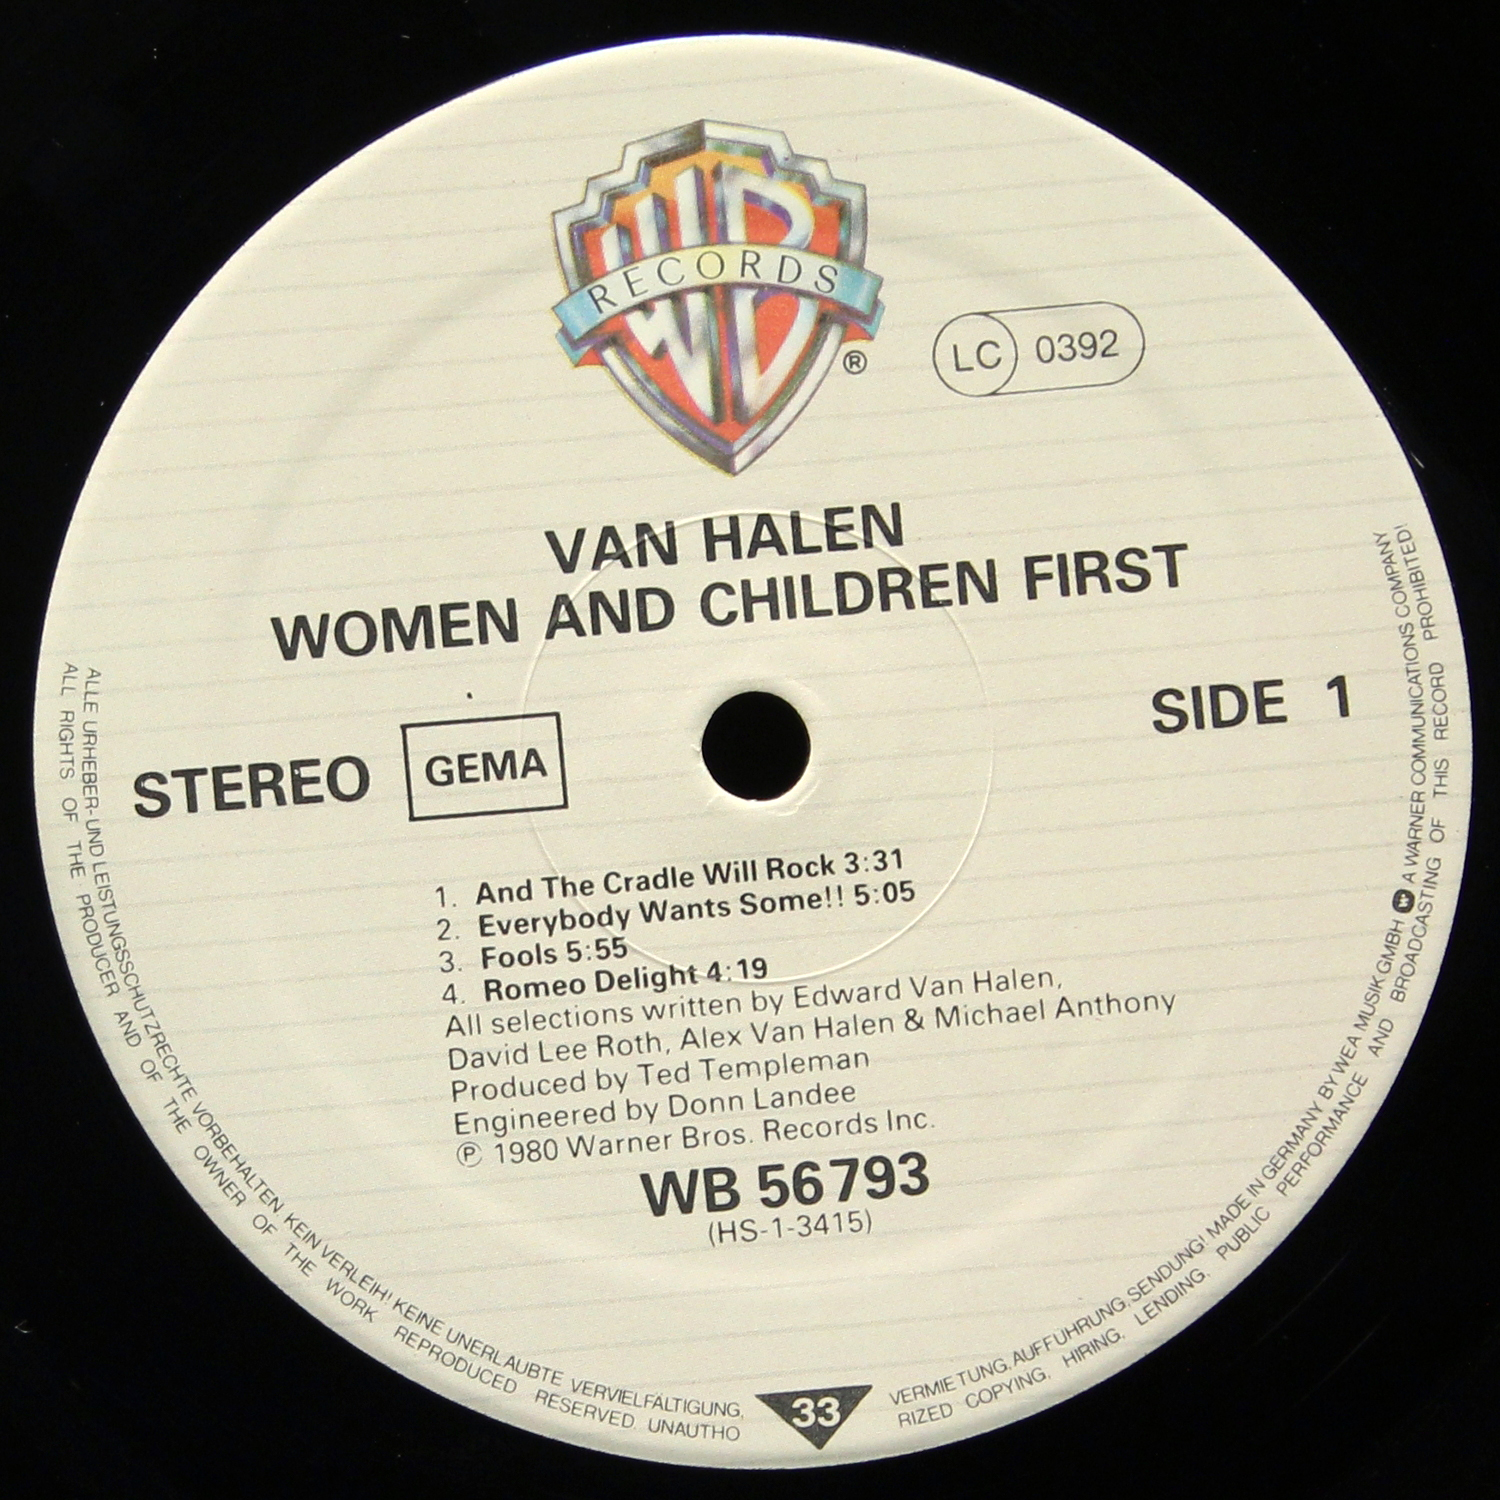 WB
RECORDS
®
LC 0392
VAN HALEN
WOMEN AND CHILDREN FIRST
SIDE 1
STEREO GEMA
1. And The Cradle Will Rock 3:31
2. Everybody Wants Some!! 5:05
3. Fools 5:55
4. Romeo Delight 4:19
All selections written by Edward Van Halen,
David Lee Roth, Alex Van Halen & Michael Anthony
Produced by Ted Templeman
Engineered by Donn Landee
℗ 1980 Warner Bros. Records Inc.
WB 56793
(HS-1-3415)
ALLE URHEBER- UND LEISTUNGSSCHUTZRECHTE VORBEHALTEN KEIN VERLEIH! KEINE UNERLAUBTE VERVIELFÄLTIGUNG,
VERMIETUNG, AUFFÜHRUNG, SENDUNG! MADE IN GERMANY BY WEA MUSIK GMBH A WARNER COMMUNICATIONS COMPANY
ALL RIGHTS OF THE PRODUCER AND OF THE OWNER OF THE WORK REPRODUCED RESERVED. UNAUTHO
RIZED COPYING, HIRING, LENDING, PUBLIC PERFORMANCE AND BROADCASTING OF THIS RECORD PROHIBITED!
33